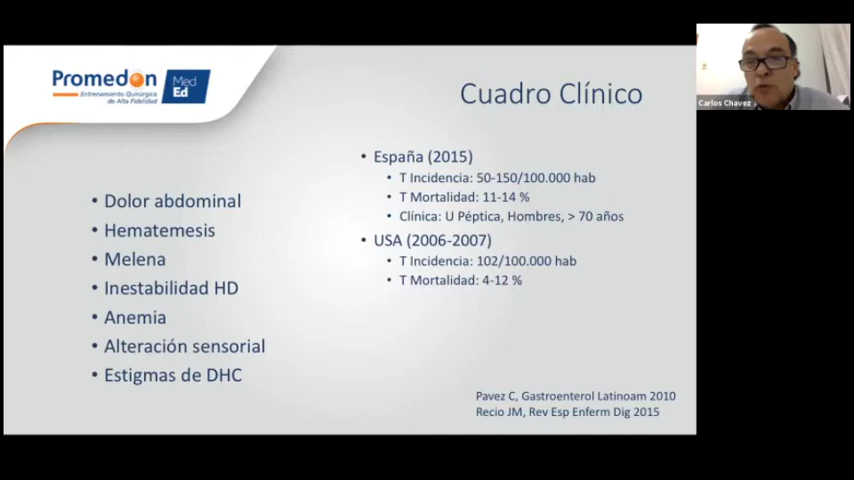 Promedon
Entrenamiento Quirúrgico
de Alta Fidelidad
Med
Ed
Cuadro Clínico
• Dolor abdominal
• Hematemesis
• Melena
• Inestabilidad HD
• Anemia
• Alteración sensorial
• Estigmas de DHC
• España (2015)
• T Incidencia: 50-150/100.000 hab
• T Mortalidad: 11-14 %
• Clínica: U Péptica, Hombres, > 70 años
• USA (2006-2007)
• T Incidencia: 102/100.000 hab
• T Mortalidad: 4-12 %
Pavez C, Gastroenterol Latinoam 2010
Recio JM, Rev Esp Enferm Dig 2015
Carlos Chavez